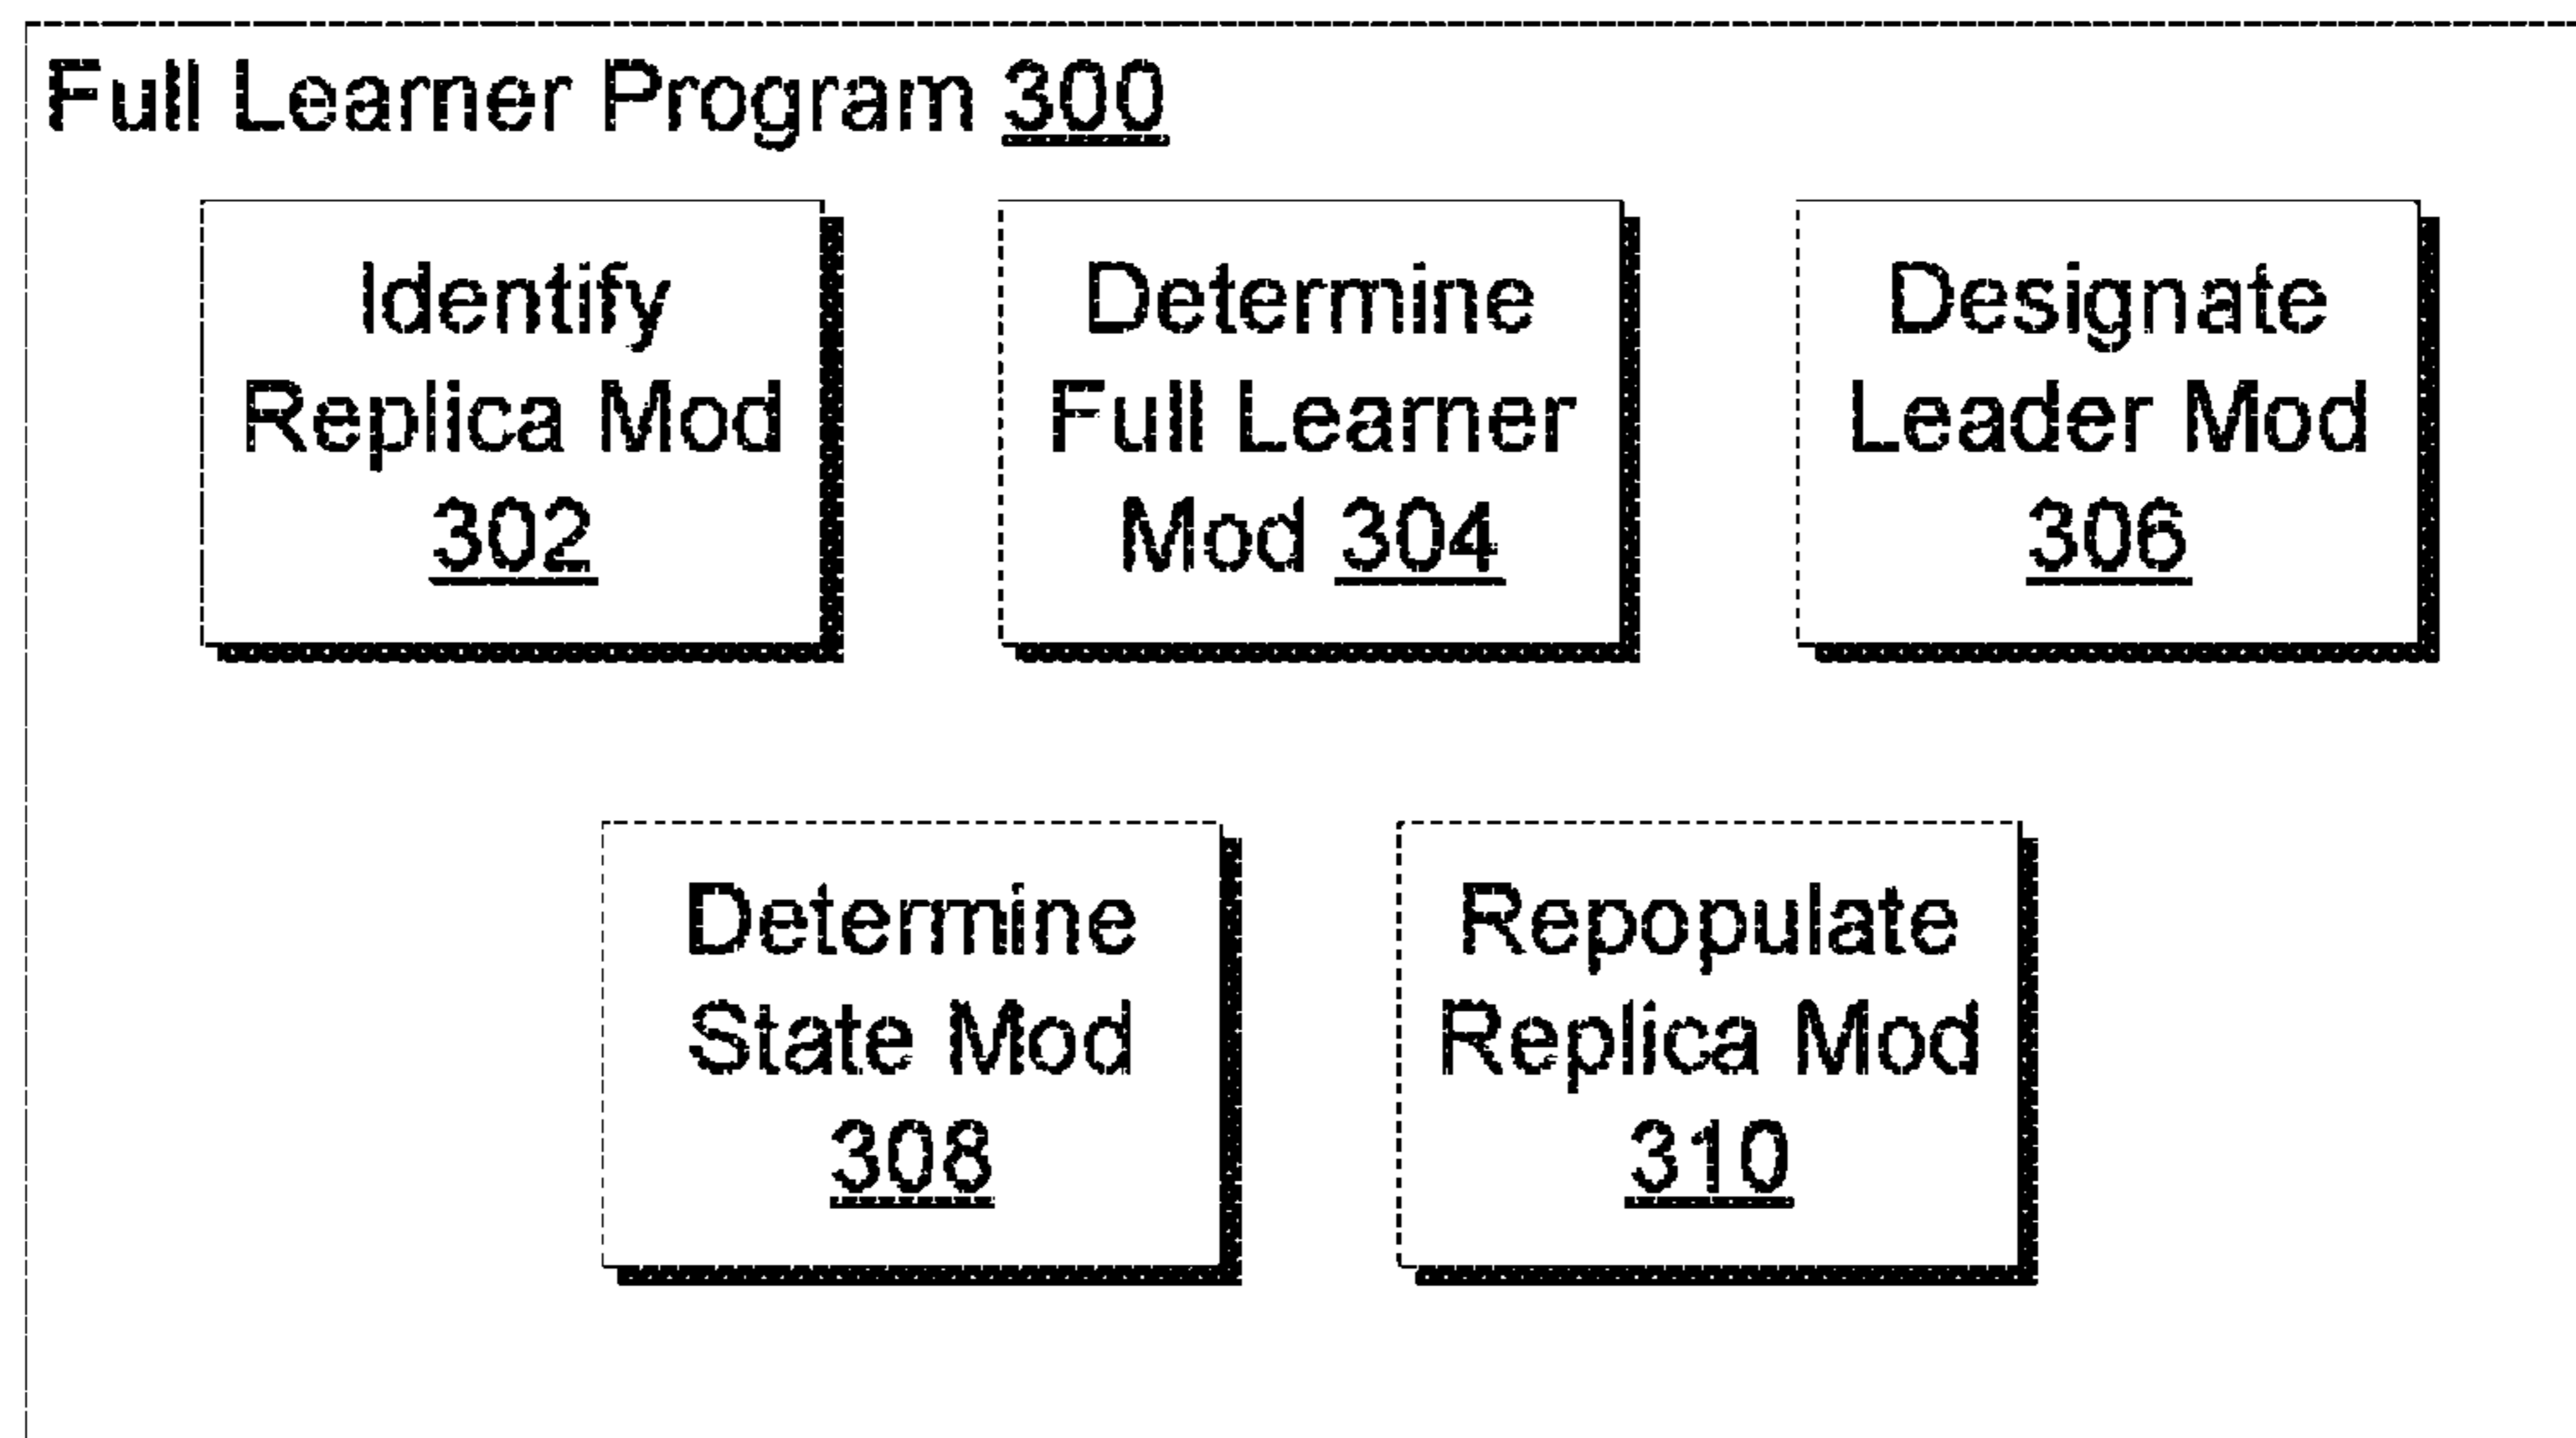 Full Learner Program 300
Identify
Replica Mod
302
Determine
Full Learner
Mod 304
Designate
Leader Mod
306
Determine
State Mod
308
Repopulate
Replica Mod
310